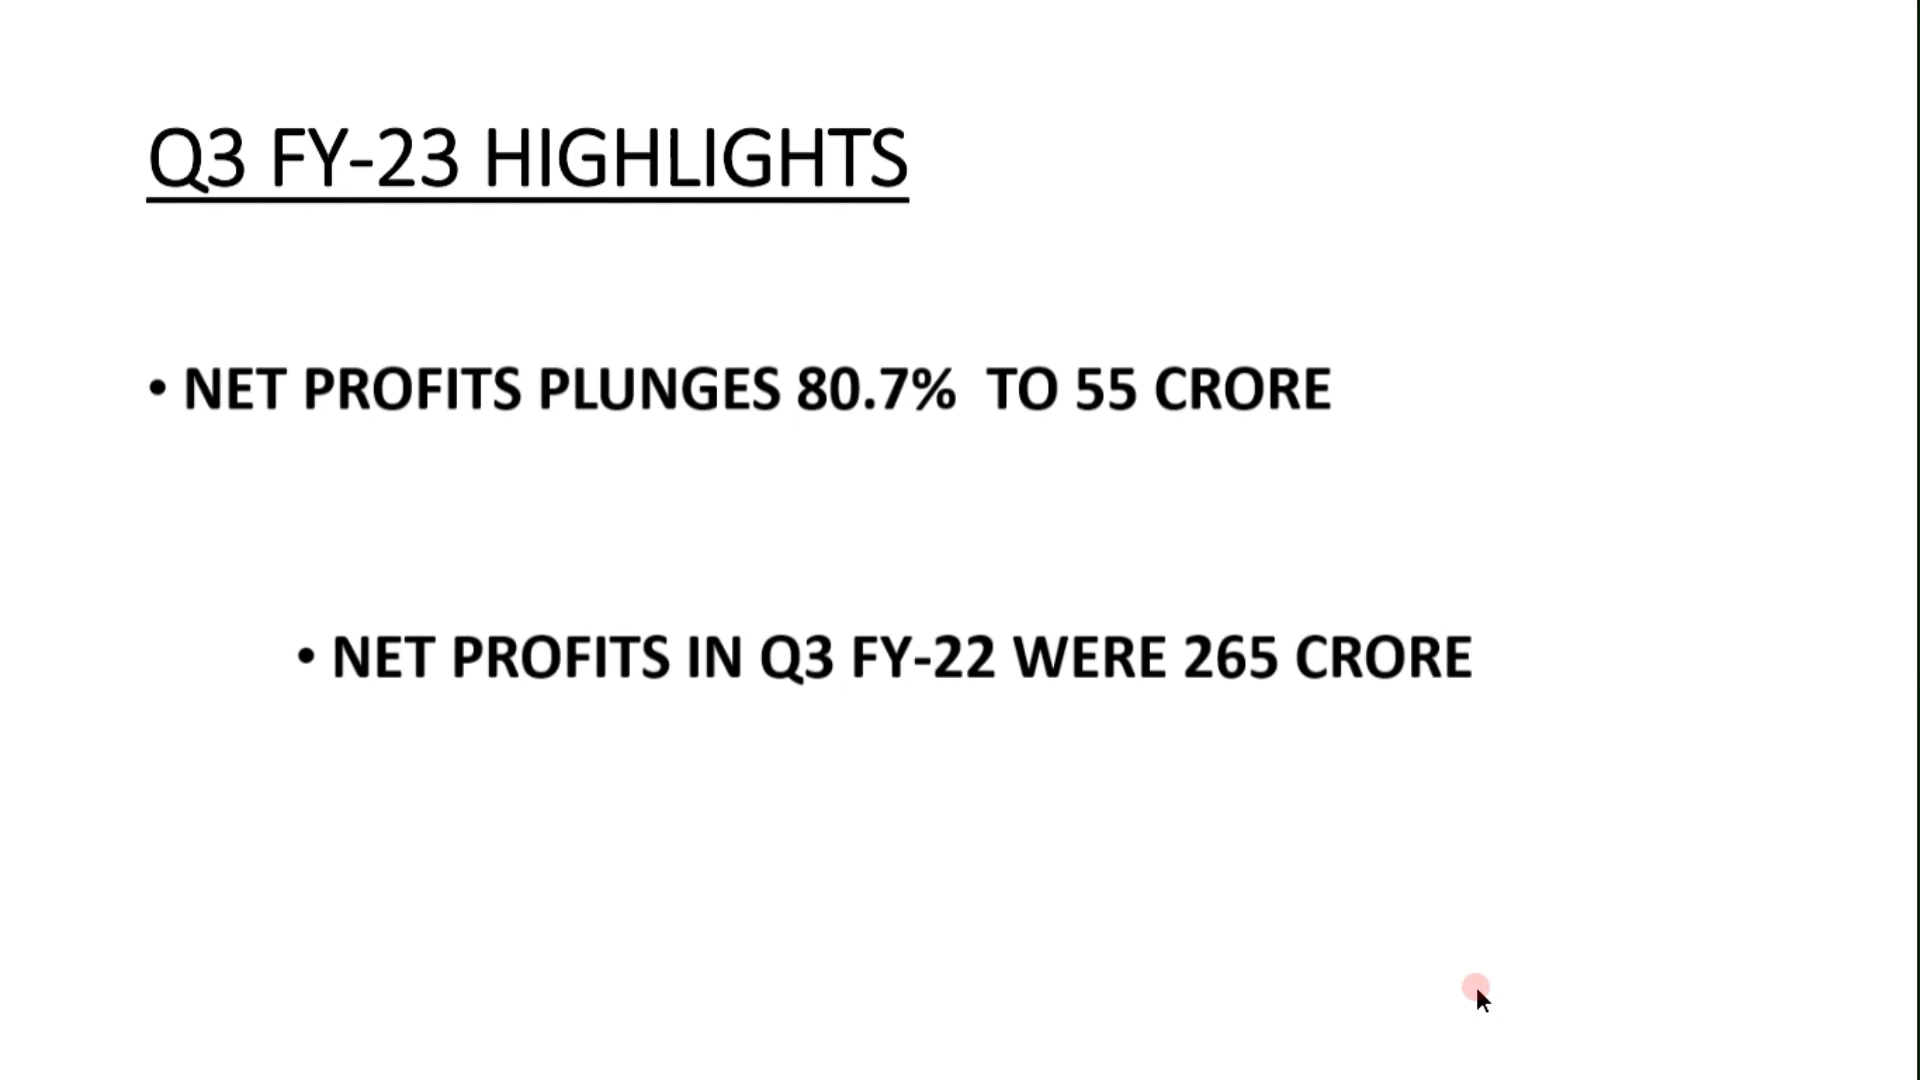 Q3 FY-23 HIGHLIGHTS
• NET PROFITS PLUNGES 80.7% TO 55 CRORE
• NET PROFITS IN Q3 FY-22 WERE 265 CRORE